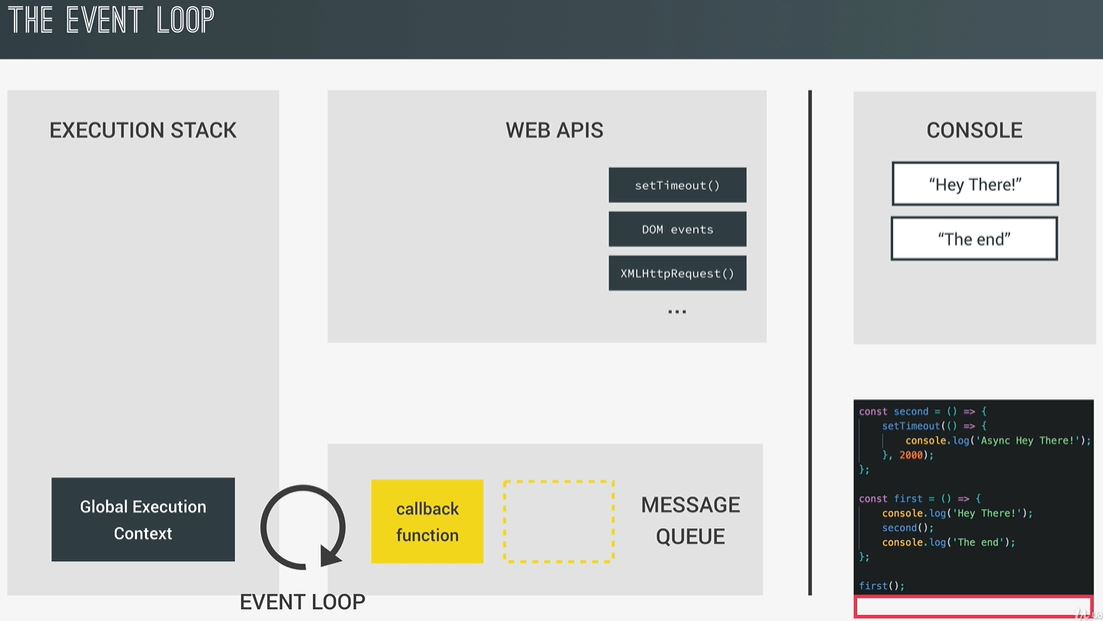 THE EVENT LOOP
EXECUTION STACK
WEB APIS
setTimeout()
DOM events
XMLHttpRequest()
...
CONSOLE
“Hey There!”
“The end”
Global Execution
Context
EVENT LOOP
callback
function
MESSAGE
QUEUE
const second = () => {
setTimeout(() => {
console.log('Async Hey There!');
}, 2000);
};
const first = () => {
console.log('Hey There!');
second();
console.log('The end');
};
first();